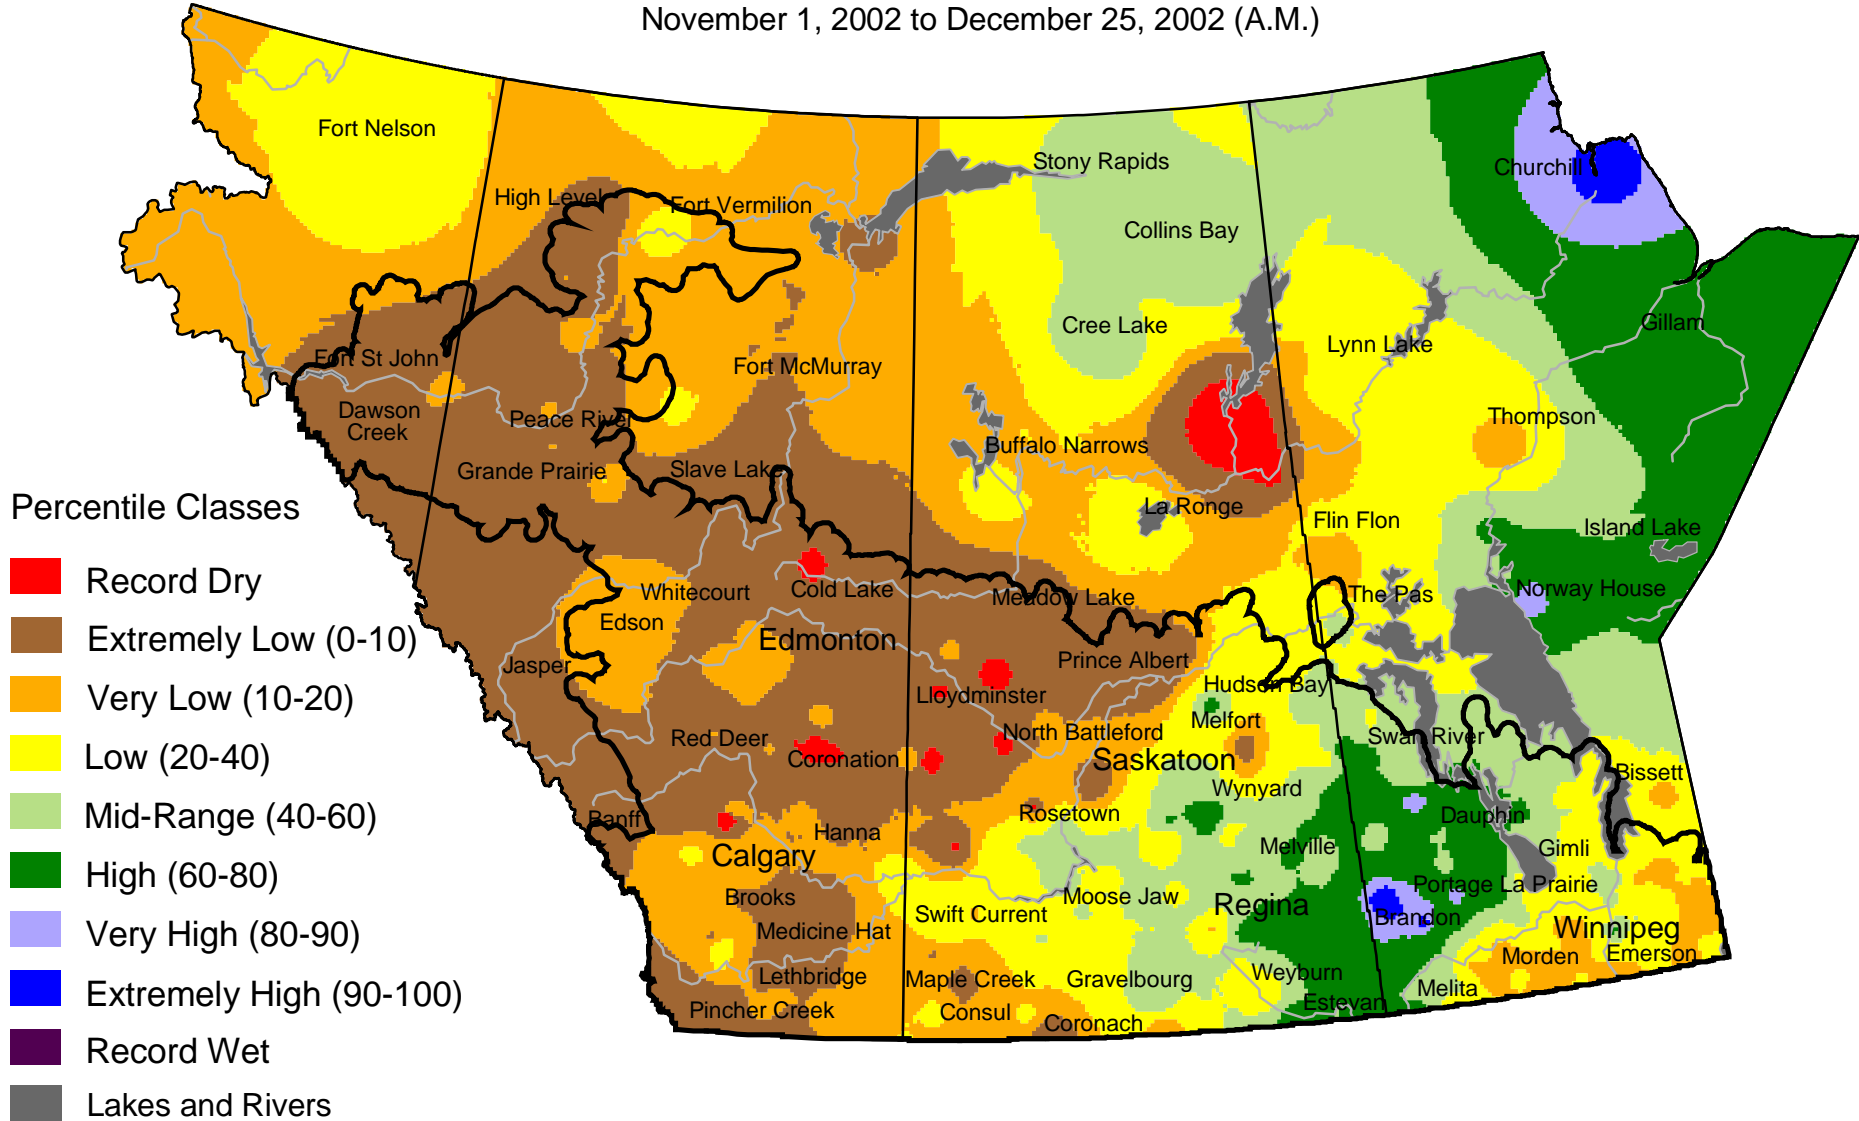 November 1, 2002 to December 25, 2002 (A.M.)
Fort Nelson
Stony Rapids
Churchill
High Level
Fort Vermilion
Collins Bay
Gillam
Cree Lake
Lynn Lake
Fort St John
Fort McMurray
Dawson
Creek
Peace River
Thompson
Buffalo Narrows
Grande Prairie
Slave Lake
La Ronge
Flin Flon
Island Lake
Whitecourt
Cold Lake
Meadow Lake
The Pas
Norway House
Edson
Edmonton
Jasper
Prince Albert
Hudson Bay
Lloydminster
Melfort
Red Deer
North Battleford
Swan River
Coronation
Saskatoon
Bissett
Wynyard
Banff
Hanna
Rosetown
Dauphin
Calgary
Melville
Gimli
Brooks
Moose Jaw
Portage La Prairie
Swift Current
Regina
Brandon
Medicine Hat
Winnipeg
Morden
Emerson
Lethbridge
Maple Creek
Gravelbourg
Weyburn
Melita
Pincher Creek
Consul
Coronach
Estevan
Percentile Classes
Record Dry
Extremely Low (0-10)
Very Low (10-20)
Low (20-40)
Mid-Range (40-60)
High (60-80)
Very High (80-90)
Extremely High (90-100)
Record Wet
Lakes and Rivers